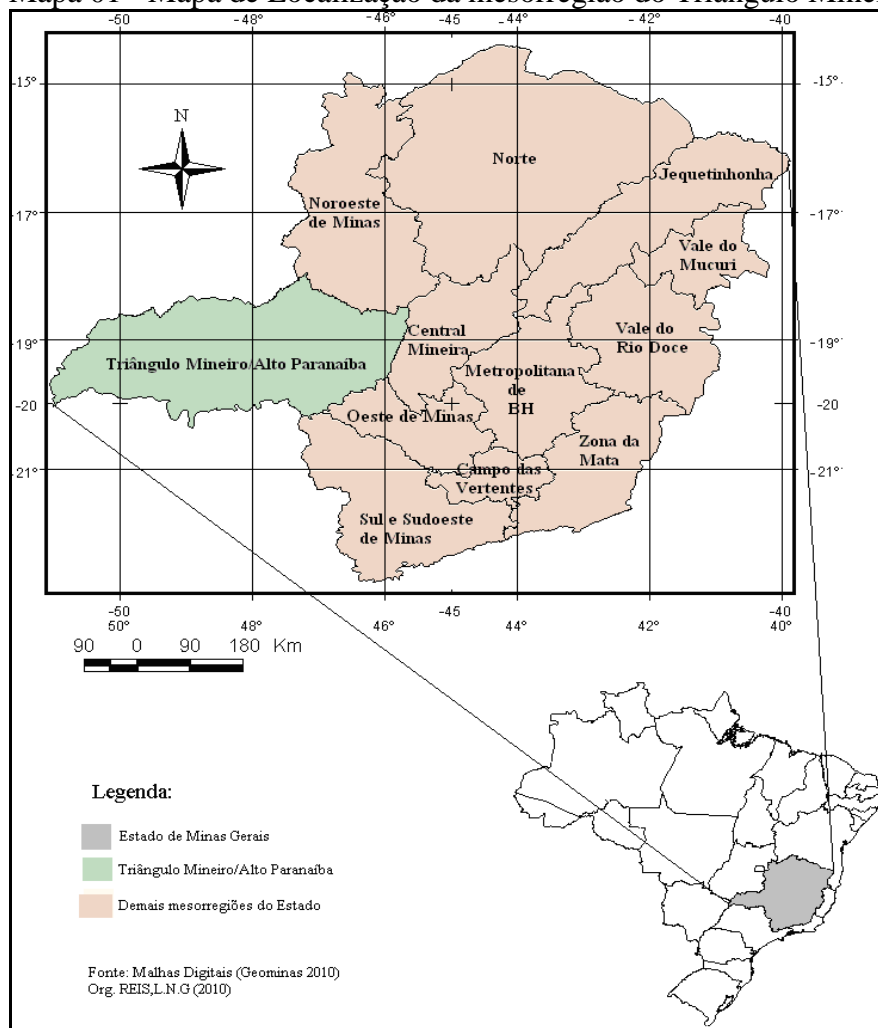 Mapa 01 - Mapa de Localização da mesorregião do Triângulo
-50
-48
-46
-45
-44
-42
-40
-15°
-15°
N
Norte
Jequetinhonha
Noroeste
de Minas
-17°
-17°
Vale do
Mucuri
-19°
-19°
Central
Mineira
Vale do
Rio Doce
Triângulo Mineiro/Alto Paranaíba
Metropolitana
de
BH
-20
-20
Oeste de Minas
Zona da
Mata
-21°
-21°
Campo das
Vertentes
Sul e Sudoeste
de Minas
-50
-48
-46
-45
-44
-42
-40
50°
48°
46°
45°
44°
42°
40°
90 0 90 180 Km
Legenda:
Estado de Minas Gerais
Triângulo Mineiro/Alto Paranaíba
Demais mesorregiões do Estado
Fonte: Malhas Digitais (Geominas 2010)
Org. REIS,L.N.G (2010)